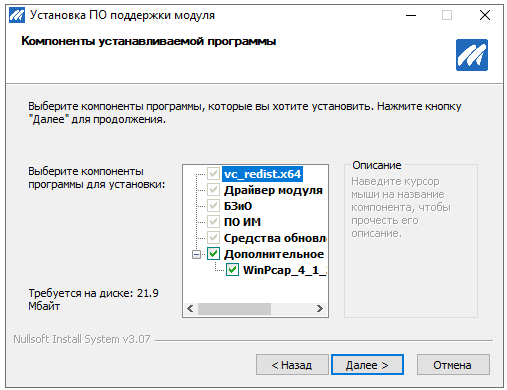 Установка ПО поддержки модуля
Компоненты устанавливаемой программы
Выберите компоненты программы, которые вы хотите установить. Нажмите кнопку
"Далее" для продолжения.
Выберите компоненты
программы для установки:
vc_redist.x64
Драйвер модуля
БЗиО
ПО ИМ
Средства обновл
Дополнительное
WinPcap_4_1_
Описание
Наведите курсор
мыши на название
компонента, чтобы
прочесть его
описание.
Требуется на диске: 21.9
Мбайт
Nullsoft Install System v3.07
< Назад
Далее >
Отмена